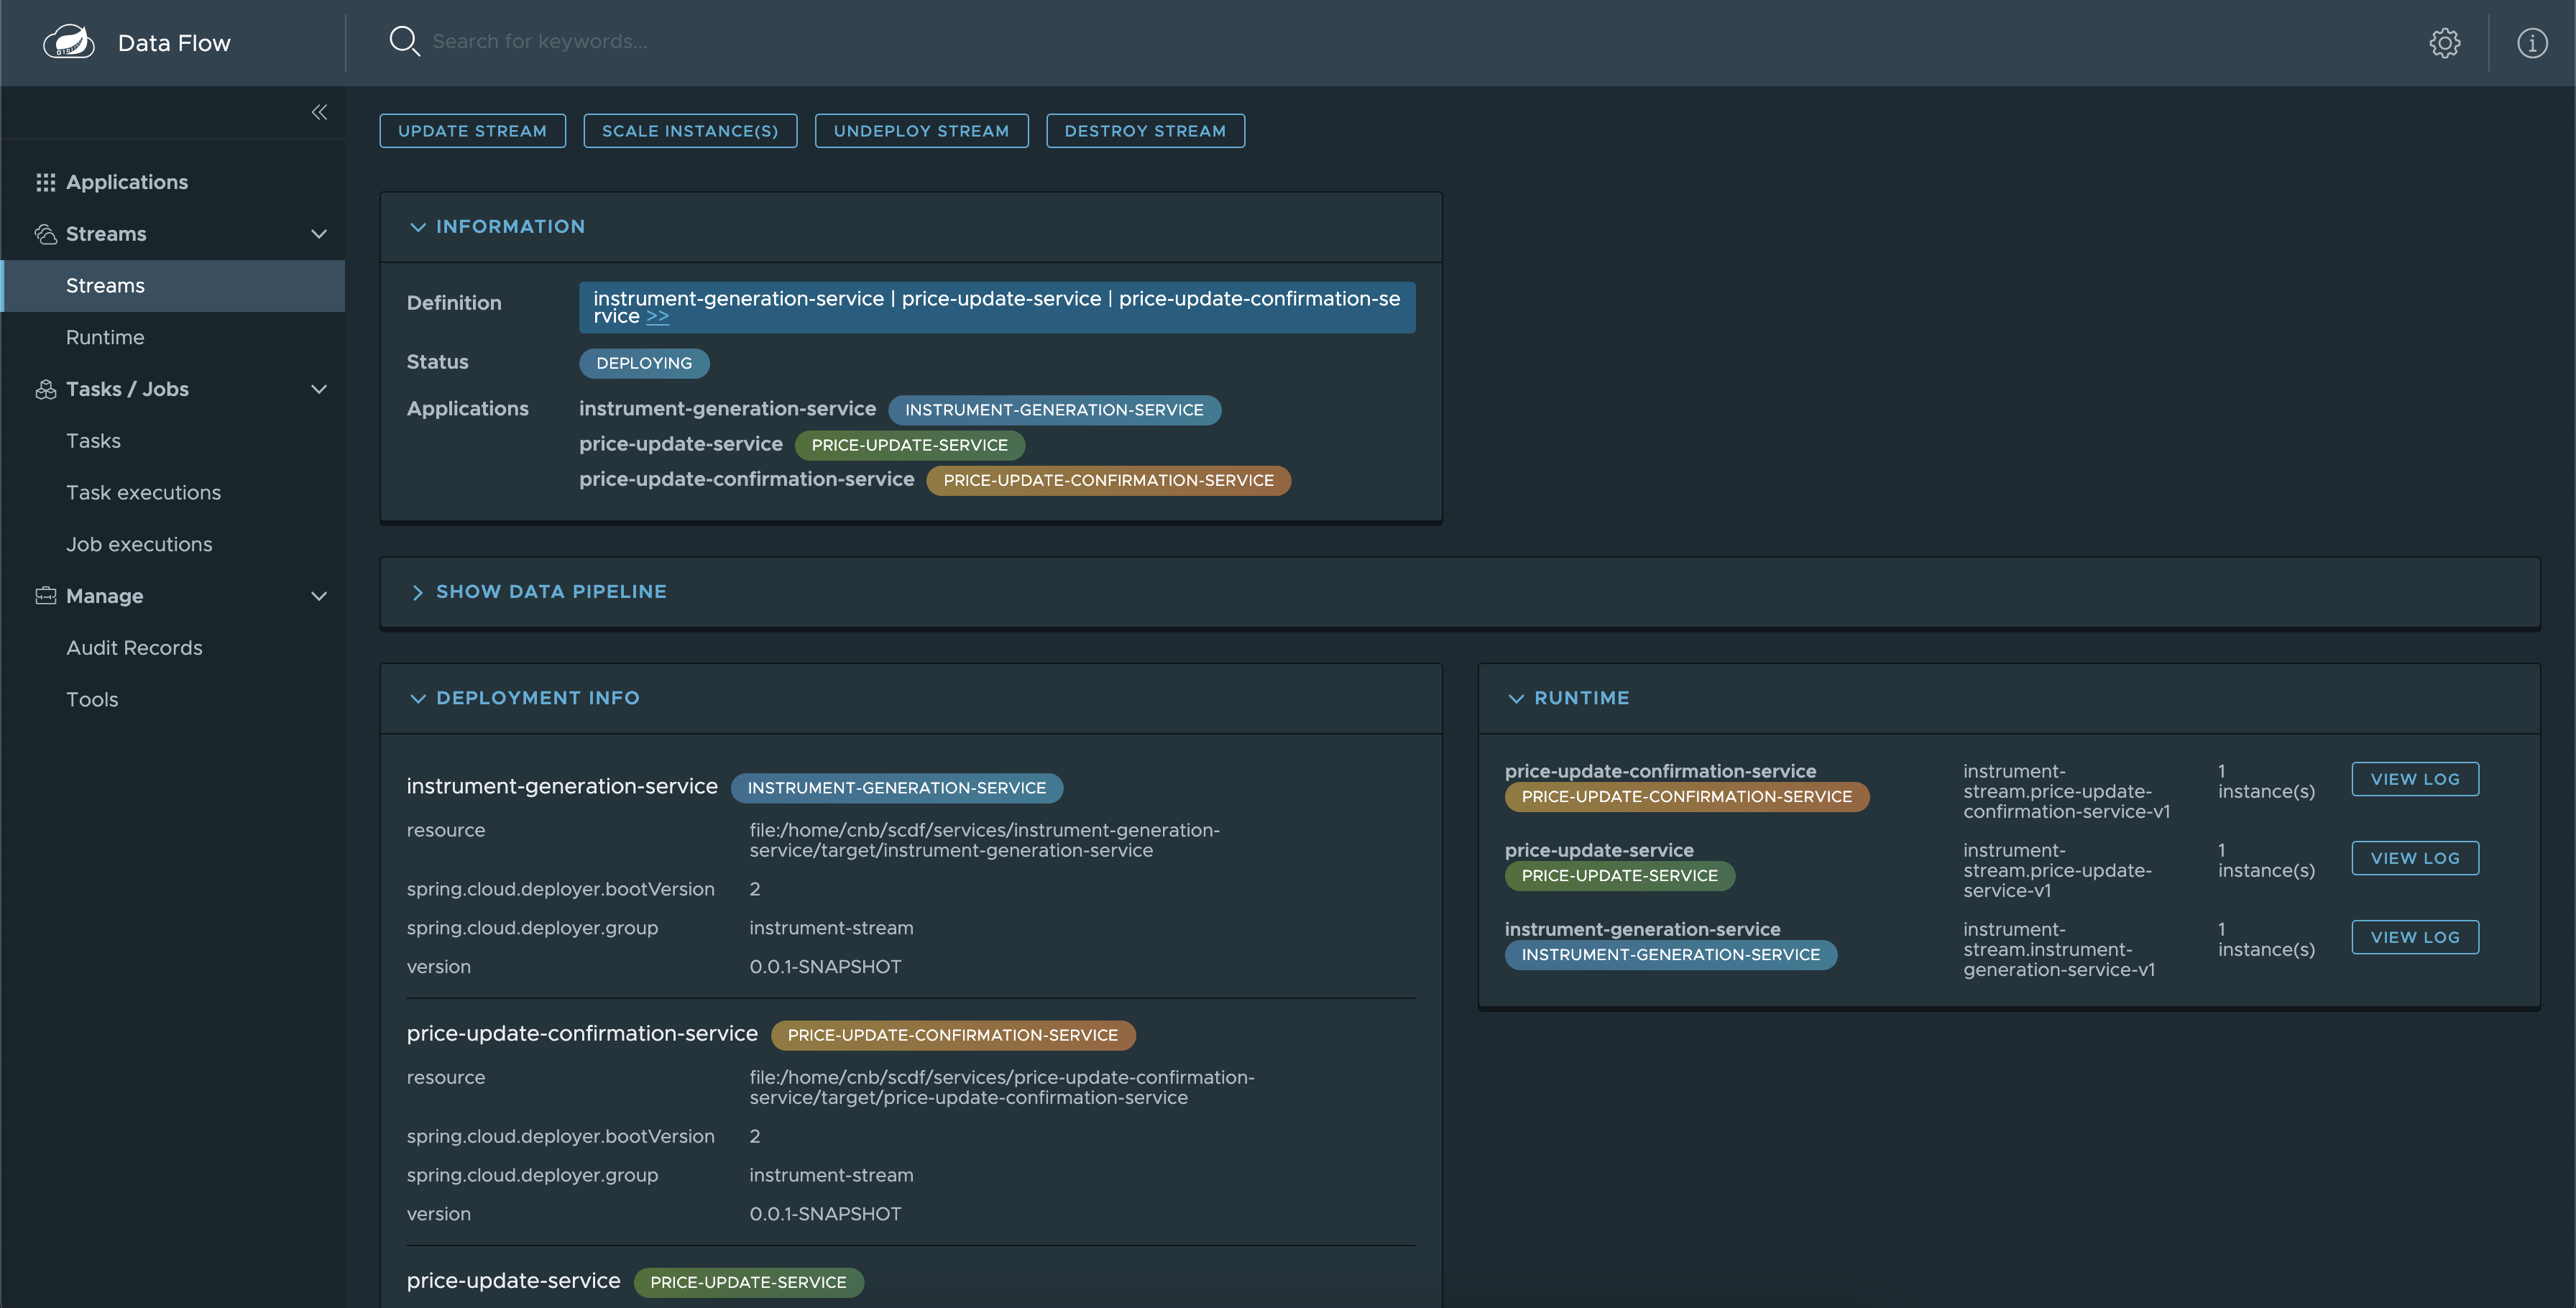 Data Flow
Search for keywords...
Applications
Streams
Streams
Runtime
Tasks / Jobs
Tasks
Task executions
Job executions
Manage
Audit Records
Tools
UPDATE STREAM
SCALE INSTANCE(S)
UNDEPLOY STREAM
DESTROY STREAM
INFORMATION
Definition
instrument-generation-service | price-update-service | price-update-confirmation-se
rvice >>
Status
DEPLOYING
Applications
instrument-generation-service INSTRUMENT-GENERATION-SERVICE
price-update-service PRICE-UPDATE-SERVICE
price-update-confirmation-service PRICE-UPDATE-CONFIRMATION-SERVICE
SHOW DATA PIPELINE
DEPLOYMENT INFO
instrument-generation-service INSTRUMENT-GENERATION-SERVICE
resource
file:/home/cnb/scdf/services/instrument-generation-
service/target/instrument-generation-service
spring.cloud.deployer.bootVersion 2
spring.cloud.deployer.group instrument-stream
version 0.0.1-SNAPSHOT
price-update-confirmation-service PRICE-UPDATE-CONFIRMATION-SERVICE
resource
file:/home/cnb/scdf/services/price-update-confirmation-
service/target/price-update-confirmation-service
spring.cloud.deployer.bootVersion 2
spring.cloud.deployer.group instrument-stream
version 0.0.1-SNAPSHOT
price-update-service PRICE-UPDATE-SERVICE
RUNTIME
price-update-confirmation-service
PRICE-UPDATE-CONFIRMATION-SERVICE
instrument-
stream.price-update-
confirmation-service-v1
1
instance(s)
VIEW LOG
price-update-service
PRICE-UPDATE-SERVICE
instrument-
stream.price-update-
service-v1
1
instance(s)
VIEW LOG
instrument-generation-service
INSTRUMENT-GENERATION-SERVICE
instrument-
stream.instrument-
generation-service-v1
1
instance(s)
VIEW LOG